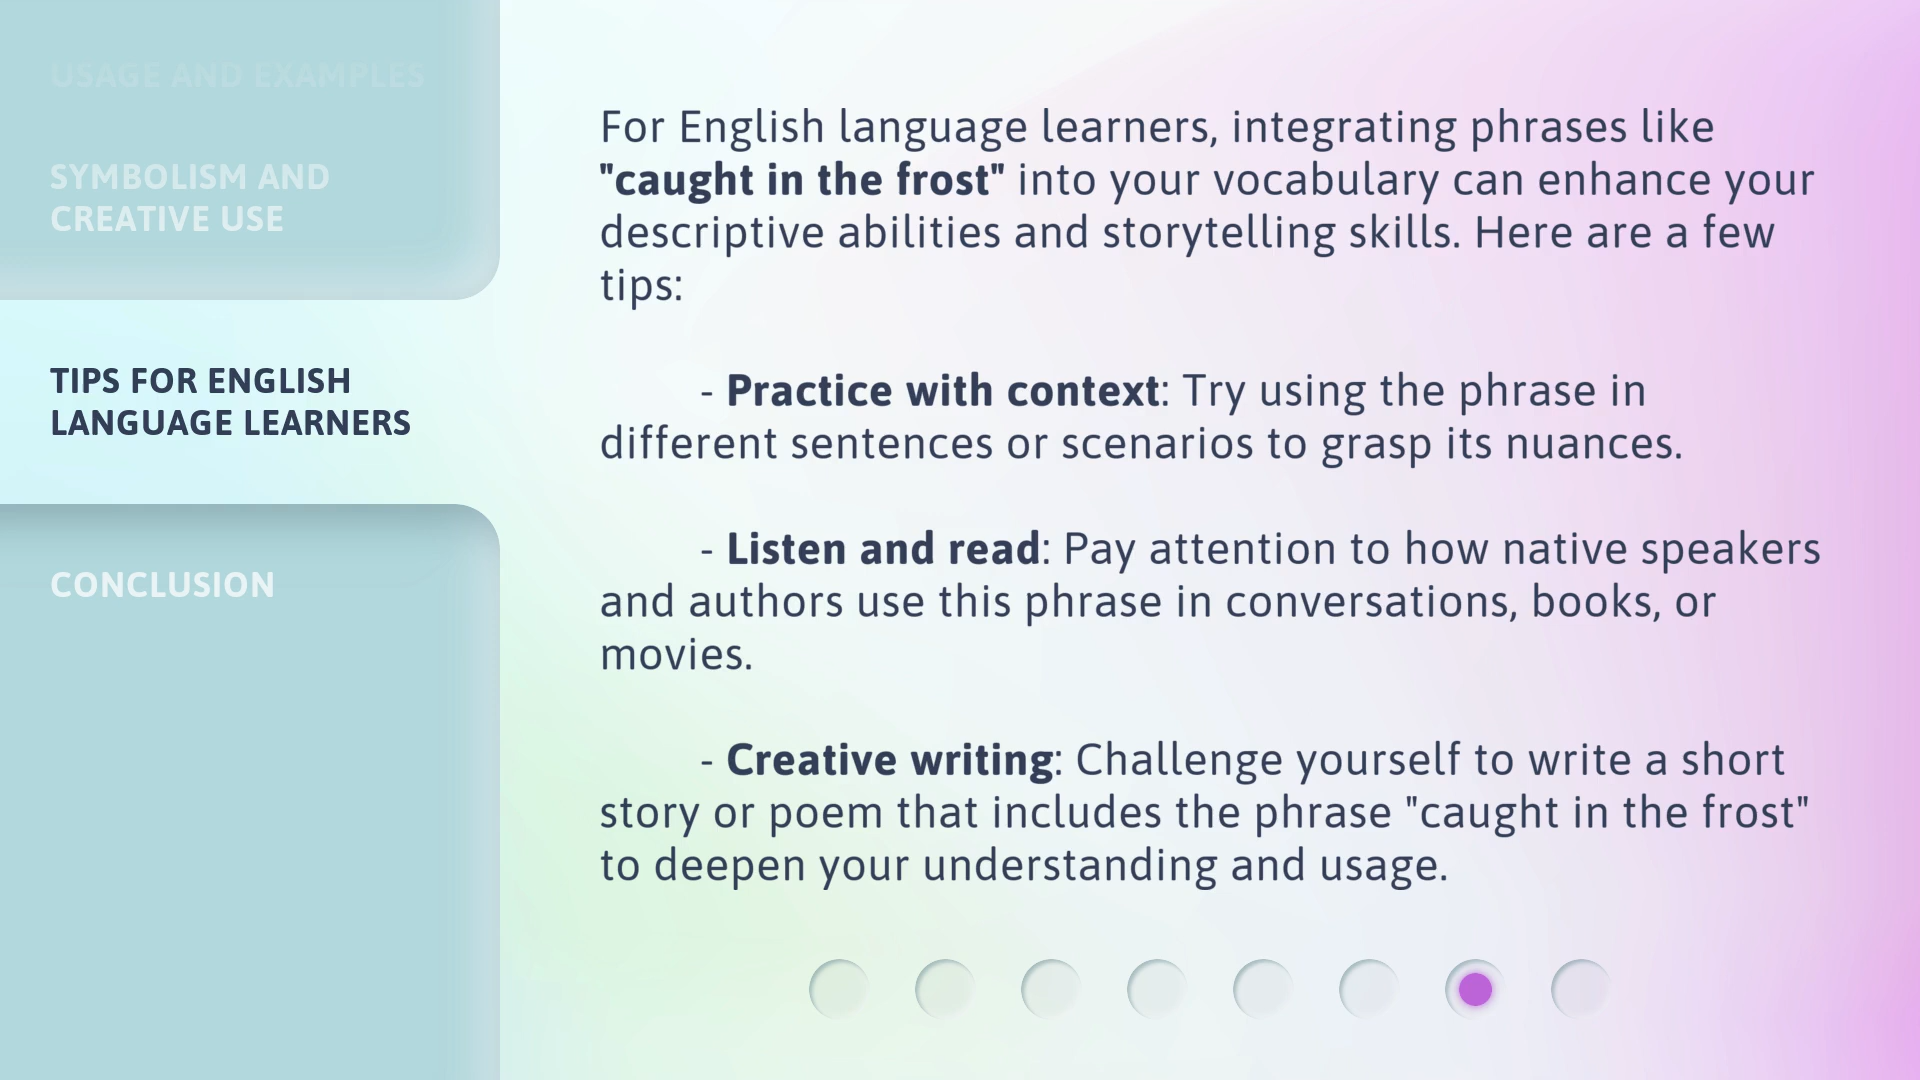 USAGE AND EXAMPLES
SYMBOLISM AND
CREATIVE USE
TIPS FOR ENGLISH
LANGUAGE LEARNERS
CONCLUSION
For English language learners, integrating phrases like
"caught in the frost" into your vocabulary can enhance your
descriptive abilities and storytelling skills. Here are a few
tips:
- Practice with context: Try using the phrase in
different sentences or scenarios to grasp its nuances.
- Listen and read: Pay attention to how native speakers
and authors use this phrase in conversations, books, or
movies.
- Creative writing: Challenge yourself to write a short
story or poem that includes the phrase "caught in the frost"
to deepen your understanding and usage.